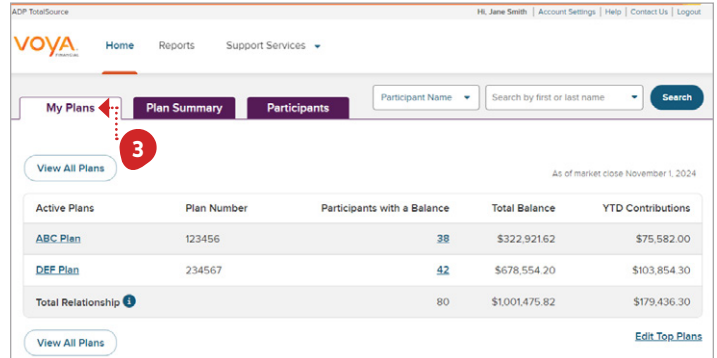 ADP TotalSource
Hi, Jane Smith | Account Settings | Help | Contact Us | Logout
VOYA FINANCIAL
Home Reports Support Services
My Plans Plan Summary Participants Participant Name Search by first or last name Search
3
View All Plans
As of market close November 1, 2024
Active Plans Plan Number Participants with a Balance Total Balance YTD Contributions
ABC Plan 123456 38 $322,921.62 $75,582.00
DEF Plan 234567 42 $678,554.20 $103,854.30
Total Relationship i 80 $1,001,475.82 $179,436.30
View All Plans
Edit Top Plans